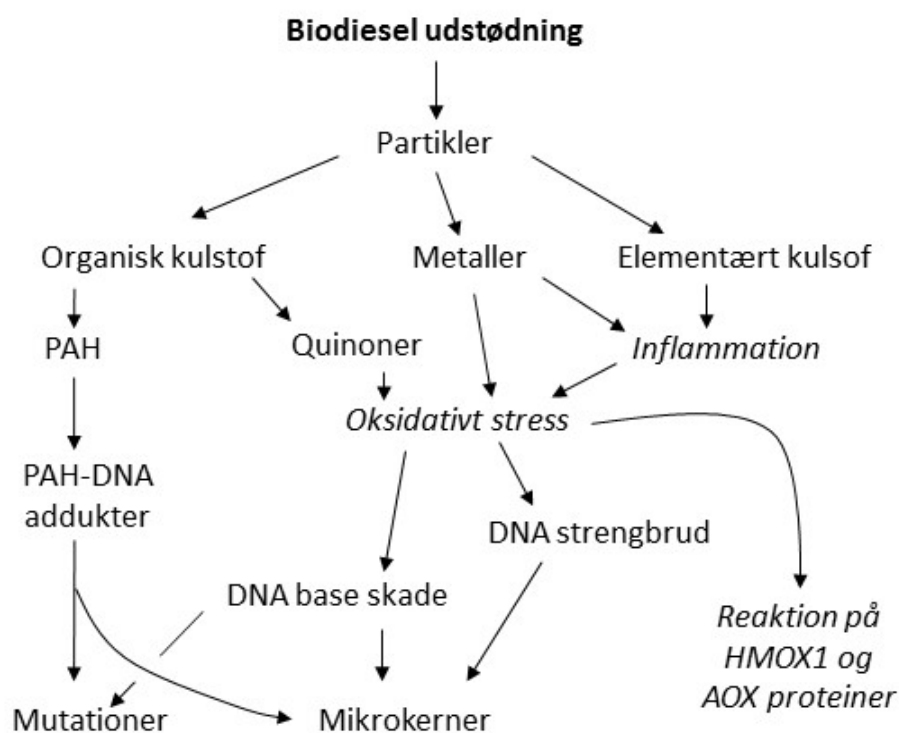 Biodiesel udstødning
Partikler
Organisk kulstof
Metaller
Elementært kulsof
PAH
Quinoner
Inflammation
Oksidativt stress
PAH-DNA
addukter
DNA strengbrud
DNA base skade
Reaktion på
HMOX1 og
AOX proteiner
Mutationer
Mikrokerner